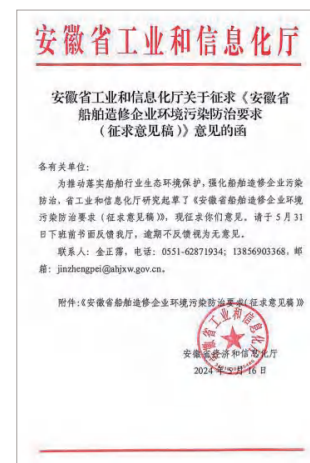 安徽省工业和信息化厅
安徽省工业和信息化厅关于征求《安徽省
船舶造修企业环境污染防治要求
（征求意见稿）》意见的函
各有关单位：
为推动落实船舶行业生态环境保护，强化船舶造修企业污染
防治，省工业和信息化厅研究起草了《安徽省船舶造修企业环境
污染防治要求（征求意见稿）》，现征求你们意见。请于 5 月 31
日下班前书面反馈我厅，逾期不反馈视为无意见。
联系人：金正霈，电话：0551-62871934；13856903368，邮
箱：jinzhengpei@ahjxw.gov.cn。
附件：《安徽省船舶造修企业环境污染防治要求（征求意见稿）》
安徽省经济和信息化厅
2024 年 5 月 16 日